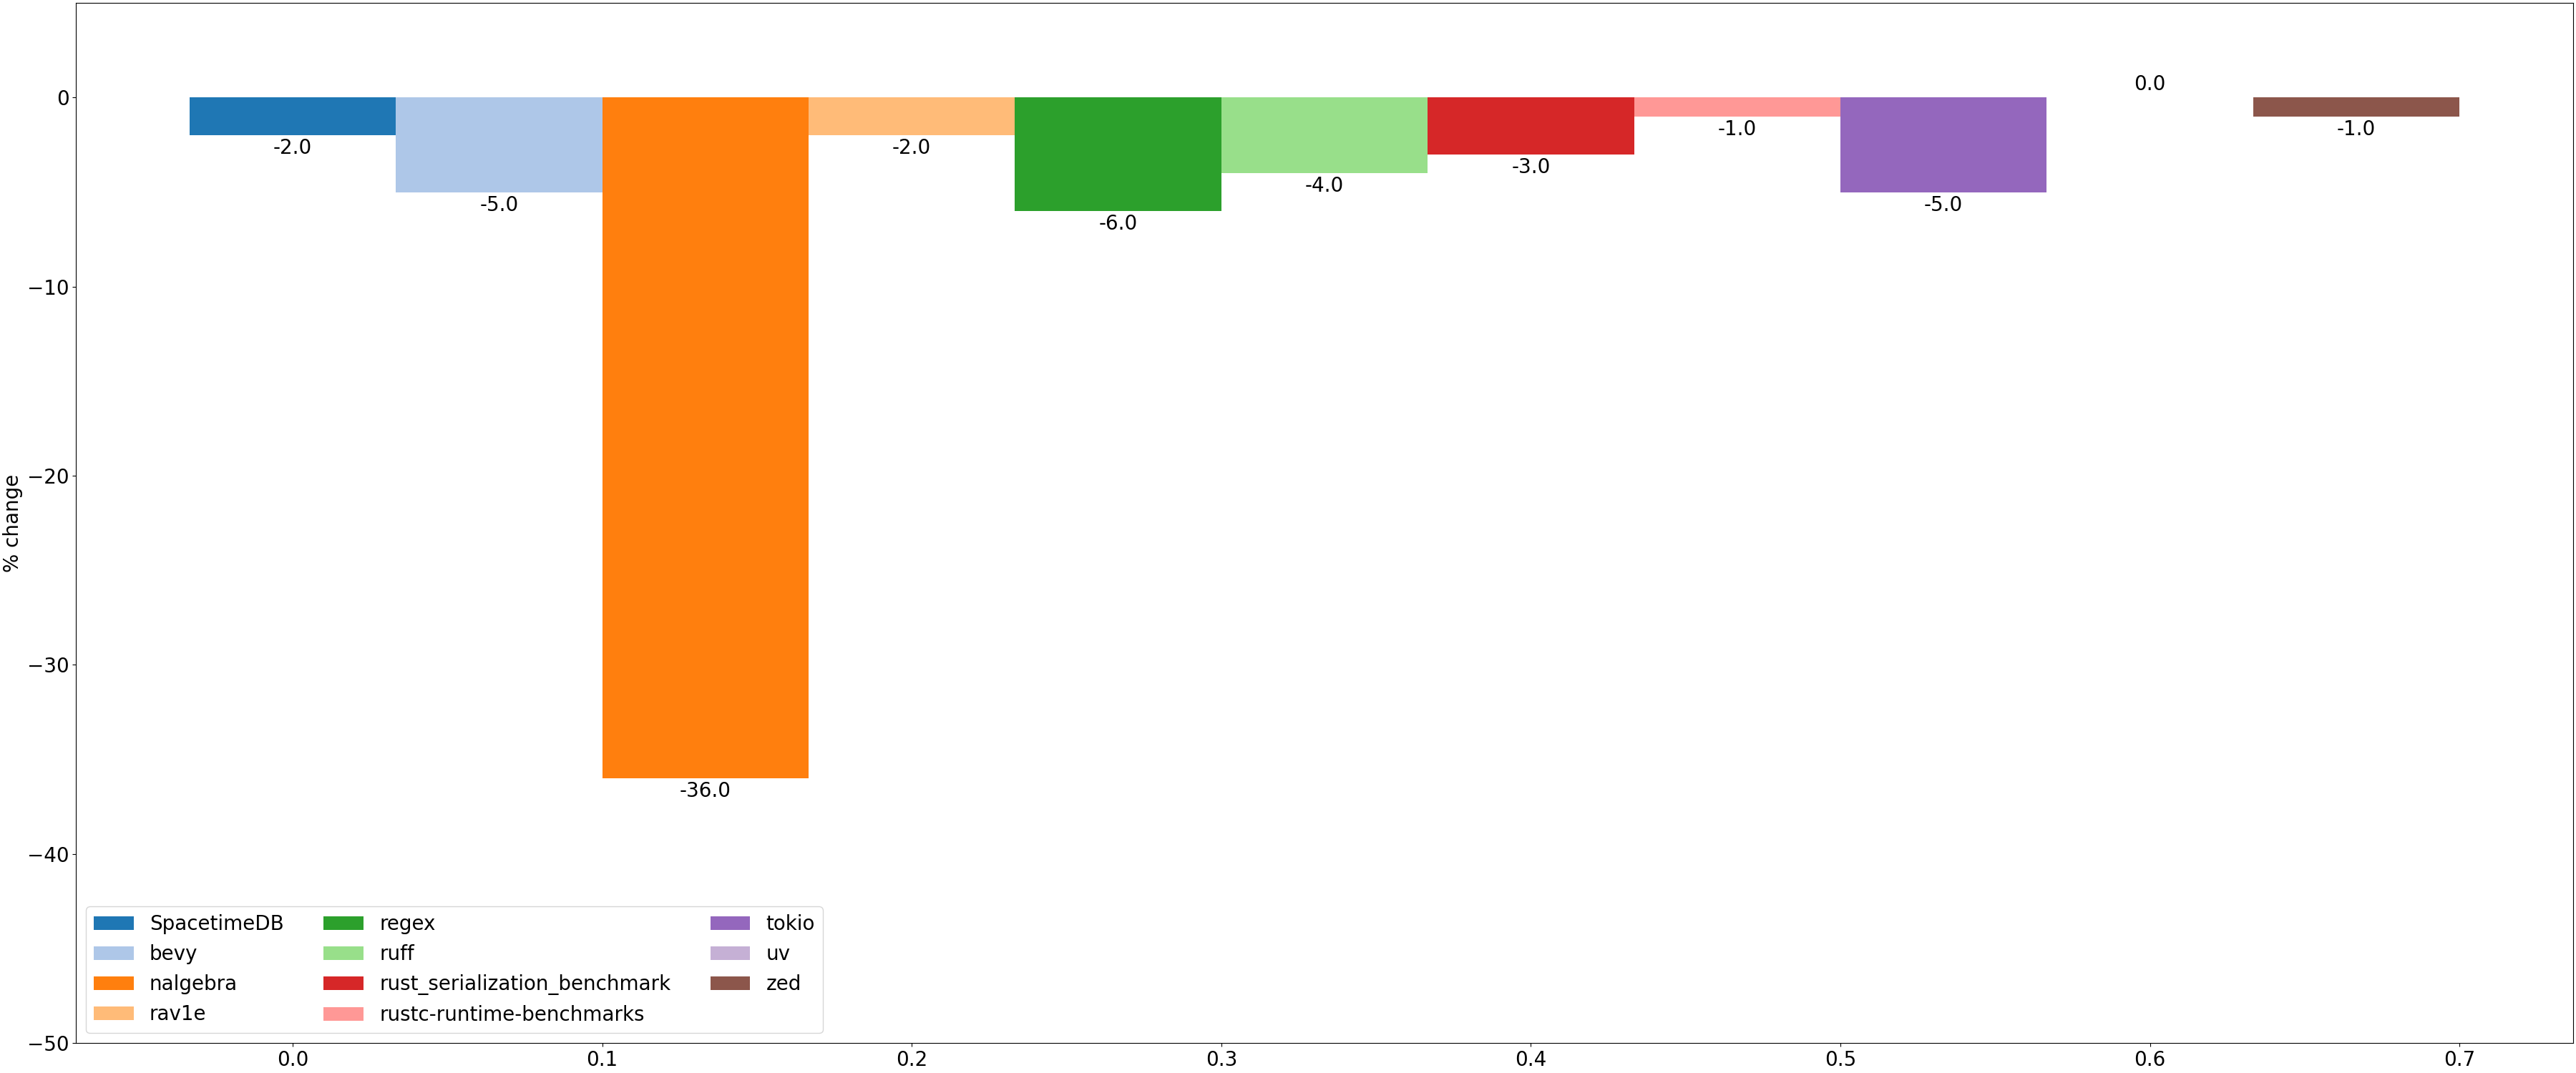 0.0
0
-2.0
-2.0
-1.0
-1.0
-3.0
-4.0
-5.0
-5.0
-6.0
−10
−20
% change
−30
-36.0
−40
SpacetimeDB
bevy
nalgebra
rav1e
regex
ruff
rust_serialization_benchmark
rustc-runtime-benchmarks
tokio
uv
zed
−50
0.0 0.1 0.2 0.3 0.4 0.5 0.6 0.7